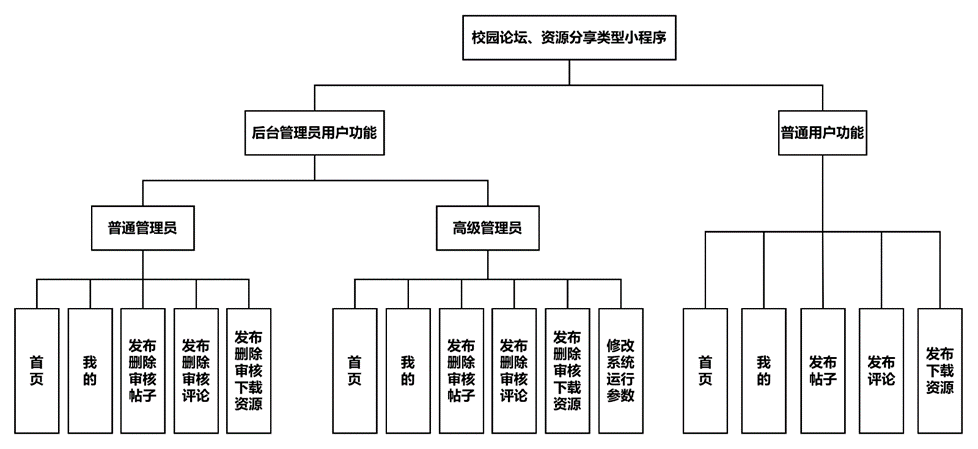 校园论坛、资源分享类型小程序
后台管理员用户功能
普通用户功能
普通管理员
高级管理员
首
页
我
的
发布
删除
审核
帖子
发布
删除
审核
评论
发布
删除
审核
下载
资源
首
页
我
的
发布
删除
审核
帖子
发布
删除
审核
评论
发布
删除
审核
下载
资源
修改
系统
运行
参数
首
页
我
的
发布
帖子
发布
评论
发布
下载
资源